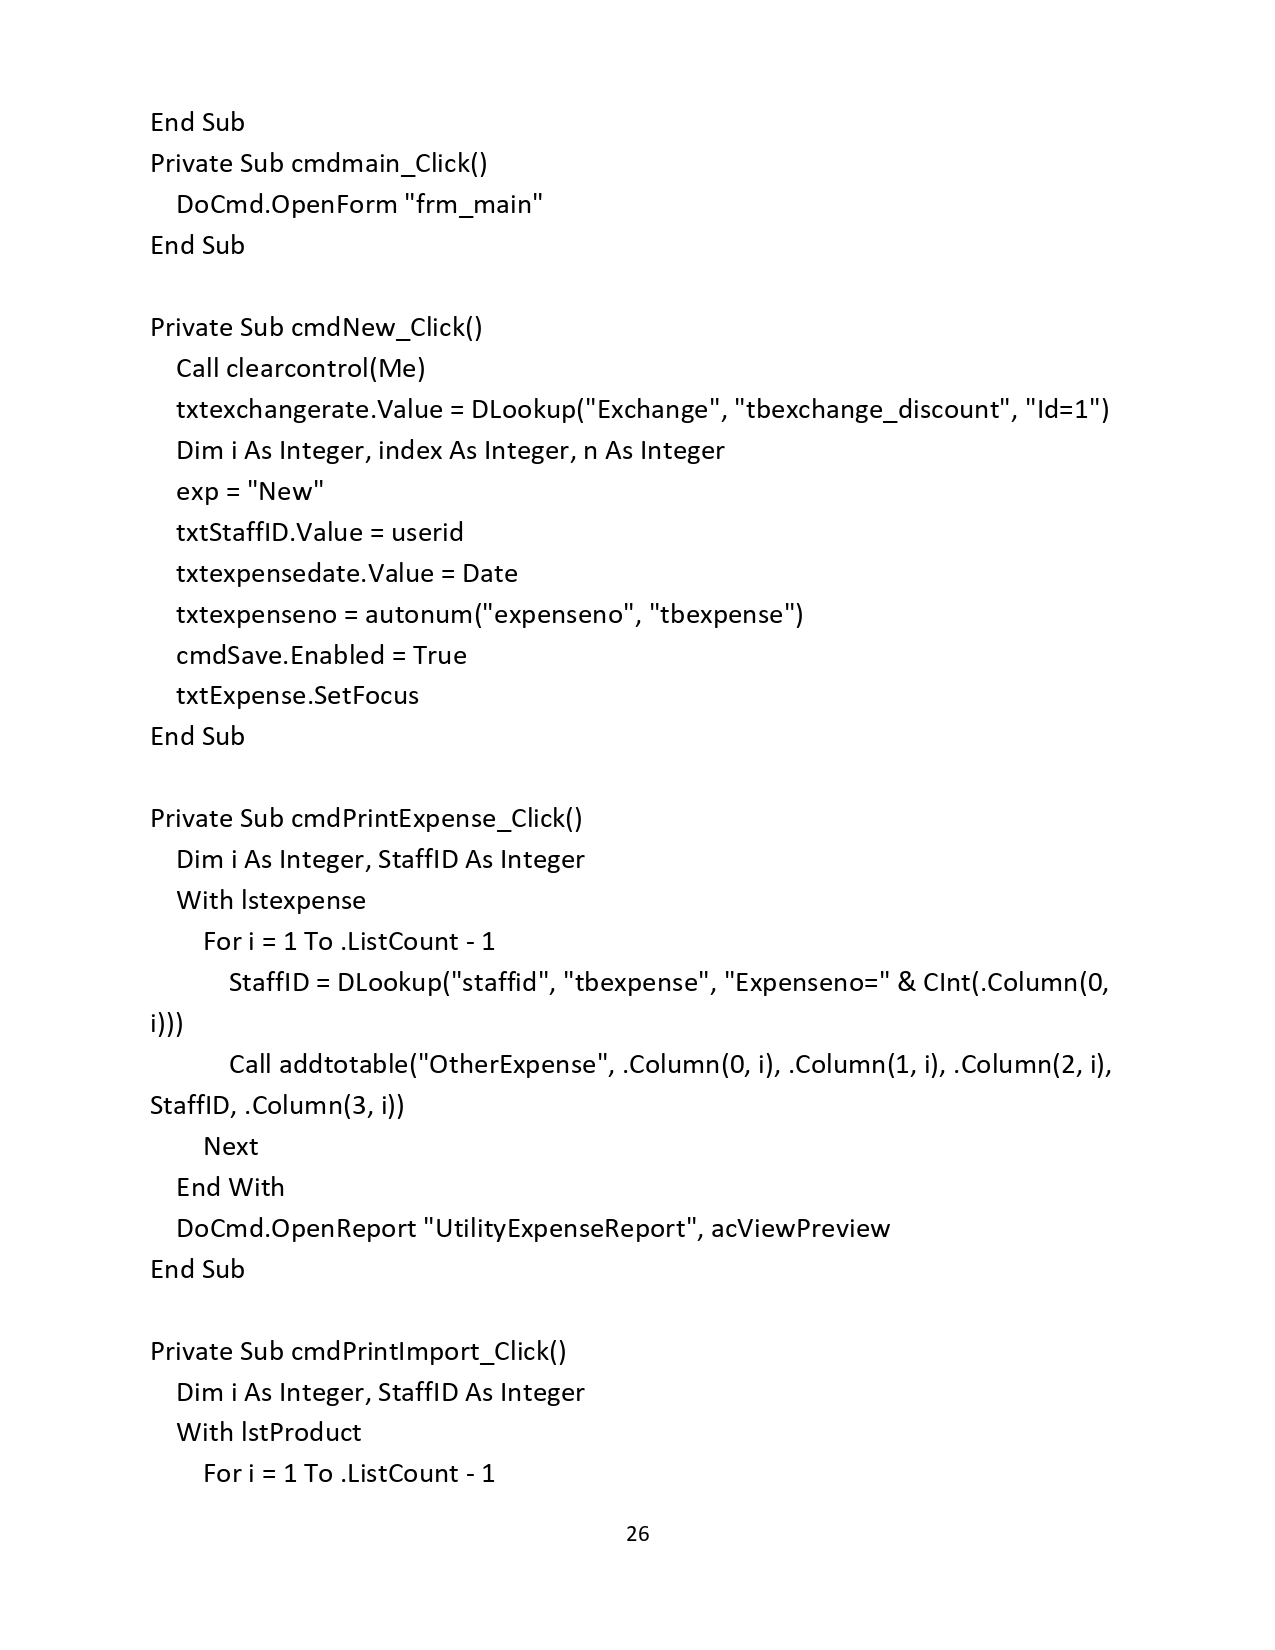 End Sub
Private Sub cmdmain_Click()
DoCmd.OpenForm "frm_main"
End Sub
Private Sub cmdNew_Click()
Call clearcontrol(Me)
txtexchangerate.Value = DLookup("Exchange", "tbexchange_discount", "Id=1")
Dim i As Integer, index As Integer, n As Integer
exp = "New"
txtStaffID.Value = userid
txtexpensedate.Value = Date
txtexpenseno = autonum("expenseno", "tbexpense")
cmdSave.Enabled = True
txtExpense.SetFocus
End Sub
Private Sub cmdPrintExpense_Click()
Dim i As Integer, StaffID As Integer
With lstexpense
For i = 1 To .ListCount - 1
StaffID = DLookup("staffid", "tbexpense", "Expenseno=" & CInt(.Column(0,
i)))
Call addtotable("OtherExpense", .Column(0, i), .Column(1, i), .Column(2, i),
StaffID, .Column(3, i))
Next
End With
DoCmd.OpenReport "UtilityExpenseReport", acViewPreview
End Sub
Private Sub cmdPrintImport_Click()
Dim i As Integer, StaffID As Integer
With lstProduct
For i = 1 To .ListCount - 1
26